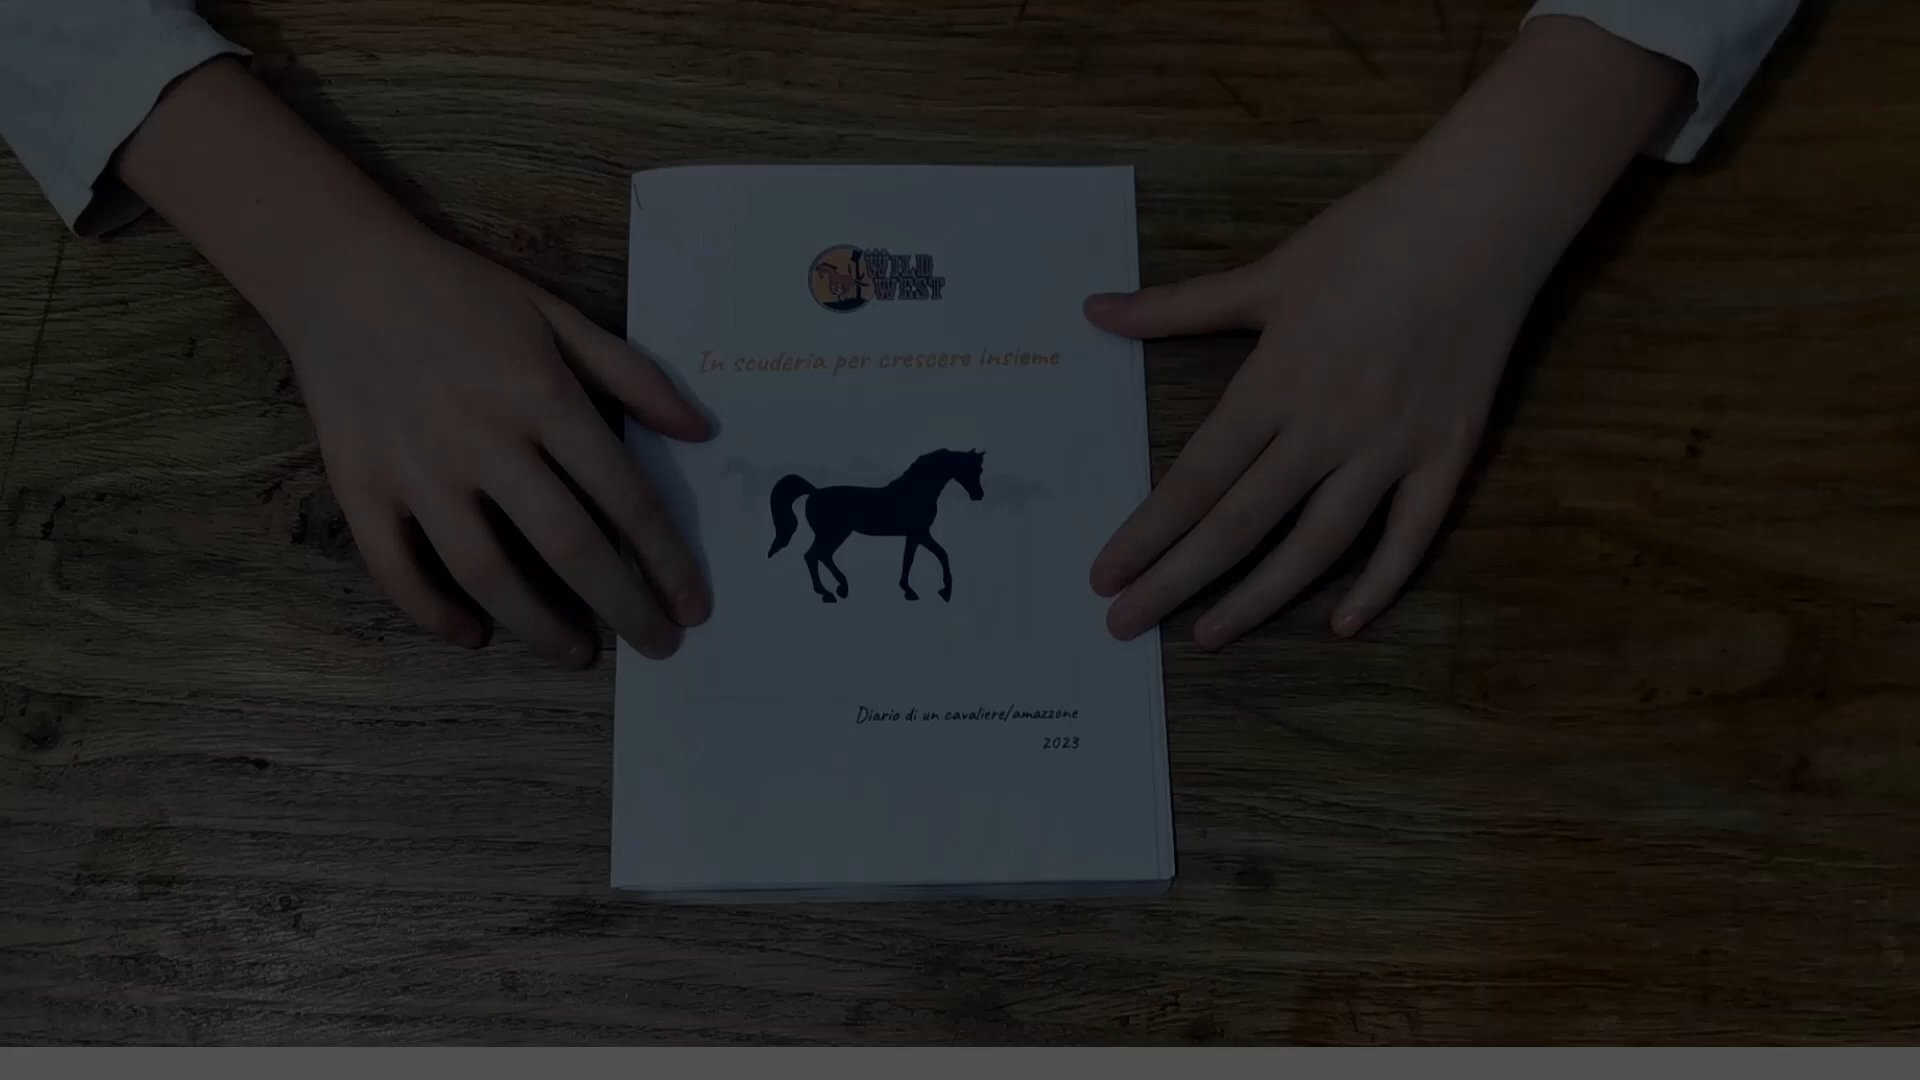 WILD
WEST
In scuderia per crescere insieme
Diario di un cavaliere/amazzone
2023